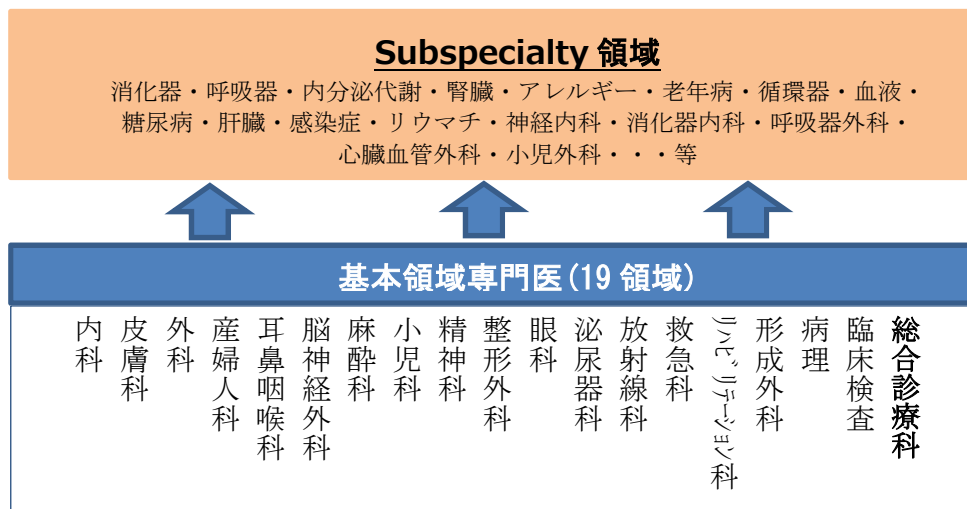 Subspecialty 領域
消化器・呼吸器・内分泌代謝・腎臓・アレルギー・老年病・循環器・血液・
糖尿病・肝臓・感染症・リウマチ・神経内科・消化器内科・呼吸器外科・
心臓血管外科・小児外科・・・等
基本領域専門医(19 領域)
内科
皮膚科
外科
産婦人科
耳鼻咽喉科
脳神経外科
麻酔科
小児科
精神科
整形外科
眼科
泌尿器科
放射線科
救急科
ﾘﾊﾋﾞﾘﾃｰｼｮﾝ科
形成外科
病理
臨床検査
総合診療科